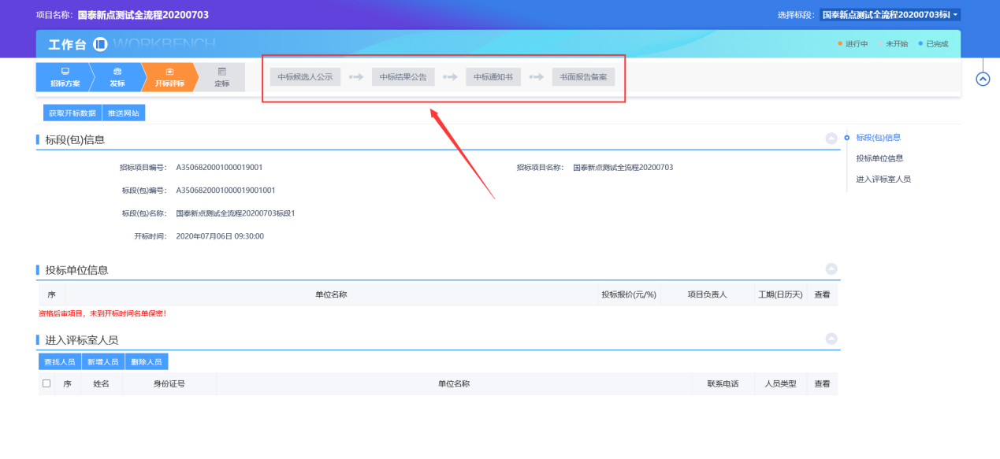 项目名称: 国泰新点测试全流程20200703
选择标段: 国泰新点测试全流程20200703标
工作台 WORKBENCH
进行中 未开始 已完成
招标方案 发标 开标评标 定标 中标候选人公示 中标结果公告 中标通知书 书面报告备案
获取开标数据 推送网站
标段(包)信息
标段(包)信息
投标单位信息
进入评标室人员
招标项目编号: A3506820001000019001 招标项目名称: 国泰新点测试全流程20200703
标段(包)编号: A3506820001000019001001
标段(包)名称: 国泰新点测试全流程20200703标段1
开标时间: 2020年07月06日 09:30:00
投标单位信息
序 单位名称 投标报价(元/%) 项目负责人 工期(日历天) 查看
资格后审项目，未到开标时间名单保密!
进入评标室人员
查找人员 新增人员 删除人员
序 姓名 身份证号 单位名称 联系电话 人员类型 查看